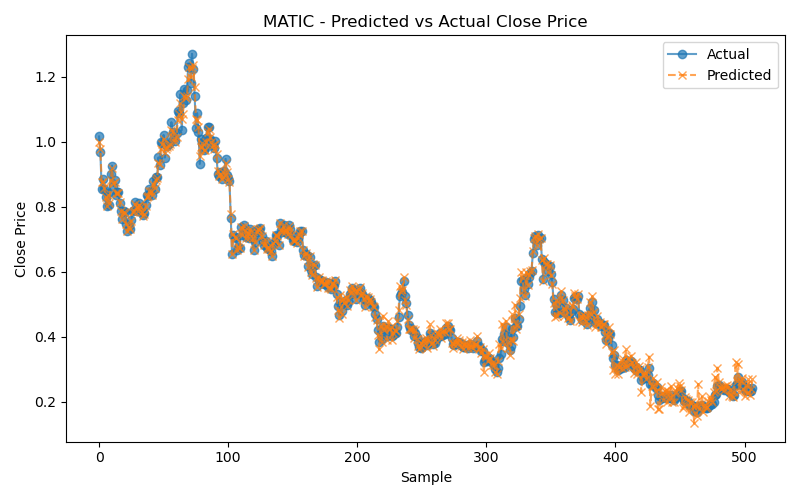 MATIC - Predicted vs Actual Close Price
Actual
Predicted
Close Price
1.2
1.0
0.8
0.6
0.4
0.2
0 100 200 300 400 500
Sample